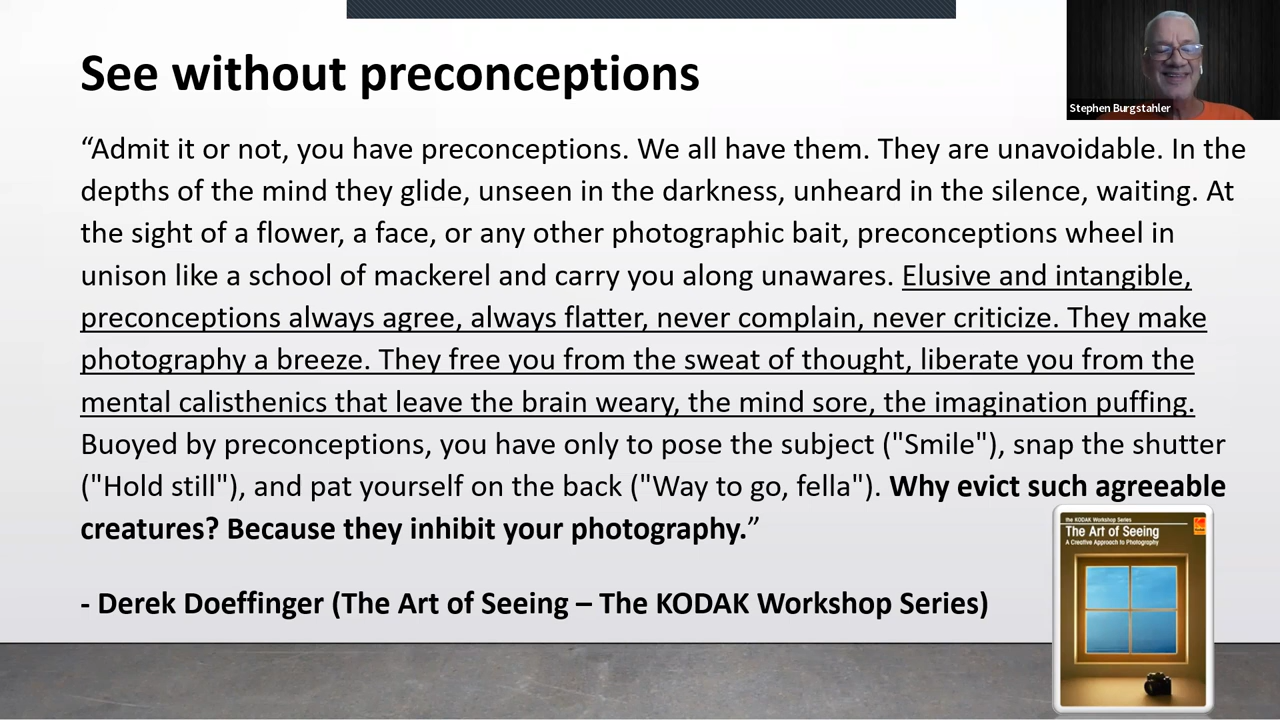 See without preconceptions
Stephen Burgstahler
“Admit it or not, you have preconceptions. We all have them. They are unavoidable. In the
depths of the mind they glide, unseen in the darkness, unheard in the silence, waiting. At
the sight of a flower, a face, or any other photographic bait, preconceptions wheel in
unison like a school of mackerel and carry you along unawares. Elusive and intangible,
preconceptions always agree, always flatter, never complain, never criticize. They make
photography a breeze. They free you from the sweat of thought, liberate you from the
mental calisthenics that leave the brain weary, the mind sore, the imagination puffing.
Buoyed by preconceptions, you have only to pose the subject ("Smile"), snap the shutter
("Hold still"), and pat yourself on the back ("Way to go, fella"). Why evict such agreeable
creatures? Because they inhibit your photography.”
- Derek Doeffinger (The Art of Seeing – The KODAK Workshop Series)
the KODAK Workshop Series
The Art of Seeing
A Creative Approach to Photography